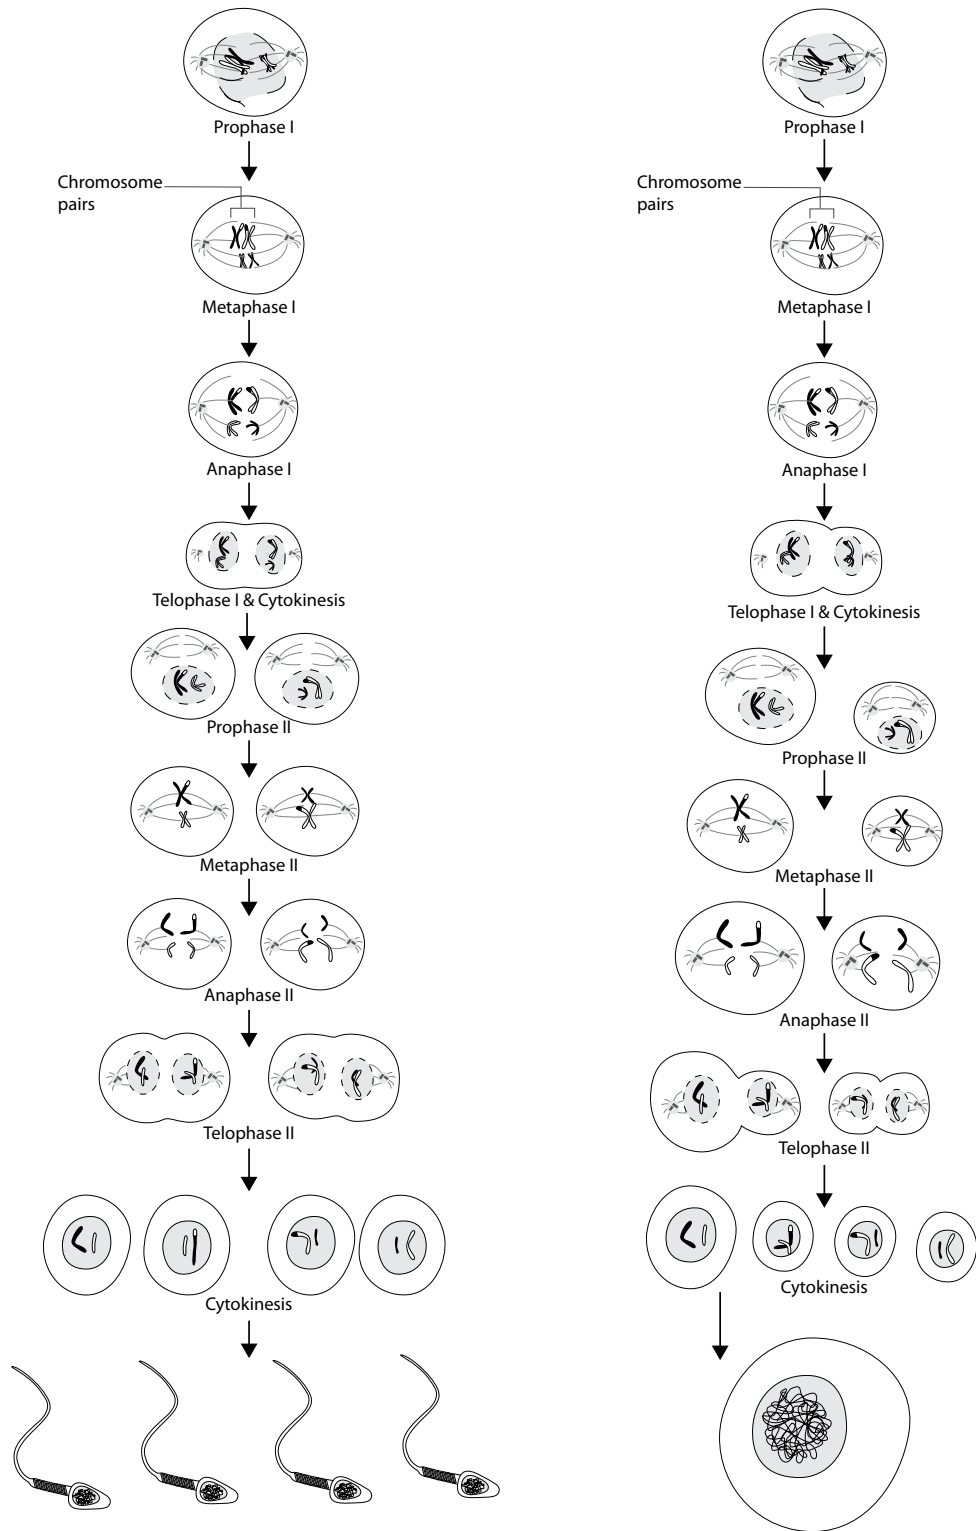 Prophase I
Chromosome
pairs
Metaphase I
Anaphase I
Telophase I & Cytokinesis
Prophase II
Metaphase II
Anaphase II
Telophase II
Cytokinesis
Prophase I
Chromosome
pairs
Metaphase I
Anaphase I
Telophase I & Cytokinesis
Prophase II
Metaphase II
Anaphase II
Telophase II
Cytokinesis